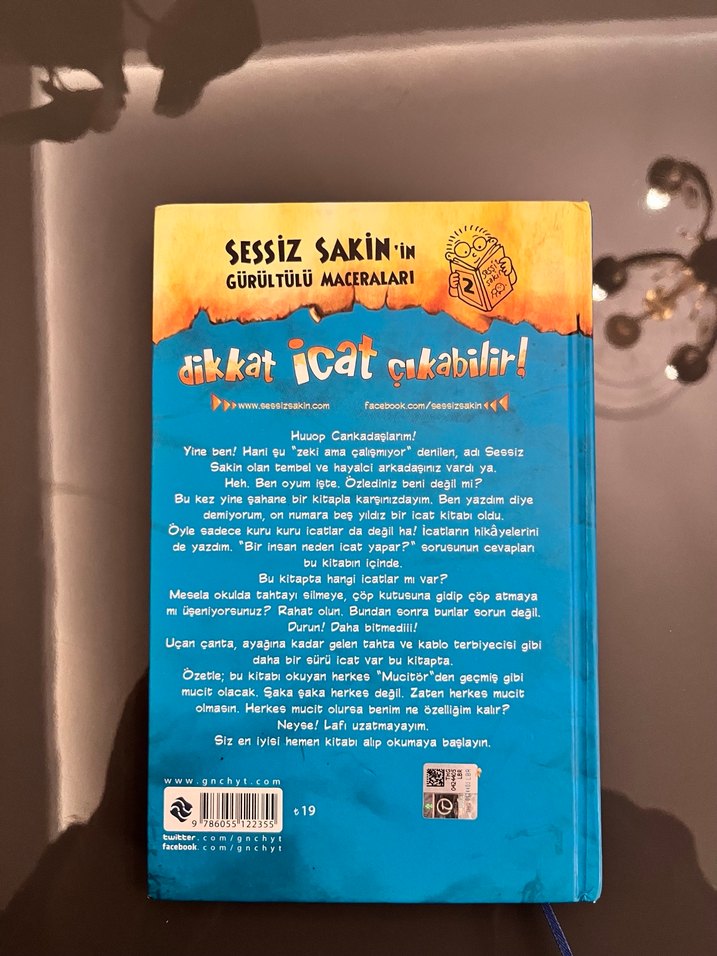 SESSİZ SAKİN'in
GÜRÜLTÜLÜ MACERALARI
2
SESSİZ
SAKİN
dikkat icat çıkabilir!
www.sessizsakin.com facebook.com/sessizsakin
Huuop Cankadaşlarım!
Yine ben! Hani şu "zeki ama çalışmıyor" denilen, adı Sessiz
Sakin olan tembel ve hayalci arkadaşınız vardı ya.
Heh. Ben oyum işte. Özlediniz beni değil mi?
Bu kez yine şahane bir kitapla karşınızdayım. Ben yazdım diye
demiyorum, on numara beş yıldız bir icat kitabı oldu.
Öyle sadece kuru kuru icatlar da değil ha! İcatların hikâyelerini
de yazdım. "Bir insan neden icat yapar?" sorusunun cevapları
bu kitabın içinde.
Bu kitapta hangi icatlar mı var?
Mesela okulda tahtayı silmeye, çöp kutusuna gidip çöp atmaya
mı üşeniyorsunuz? Rahat olun. Bundan sonra bunlar sorun değil.
Durun! Daha bitmediii!
Uçan çanta, ayağına kadar gelen tahta ve kablo terbiyecisi gibi
daha bir sürü icat var bu kitapta.
Özetle; bu kitabı okuyan herkes "Mucitör"den geçmiş gibi
mucit olacak. Şaka şaka herkes değil. Zaten herkes mucit
olmasın. Herkes mucit olursa benim ne özelliğim kalır?
Neyse! Lafı uzatmayayım.
Siz en iyisi hemen kitabı alıp okumaya başlayın.
www.gnchyt.com
9 786055 122355
₺19
twitter.com/gnchyt
facebook.com/gnchyt